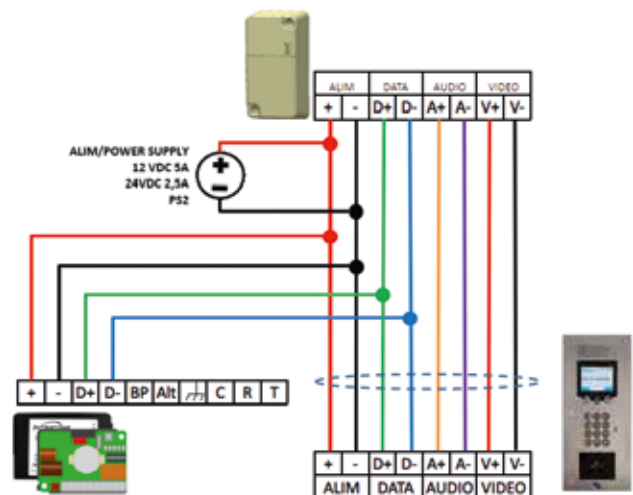 ALIM DATA AUDIO VIDEO
+ - D+ D- A+ A- V+ V-
ALIM/POWER SUPPLY
12 VDC 5A
24VDC 2,5A
PS2
+
-
+ - D+ D- BP Alt C R T
+ - D+ D- A+ A- V+ V-
ALIM DATA AUDIO VIDEO